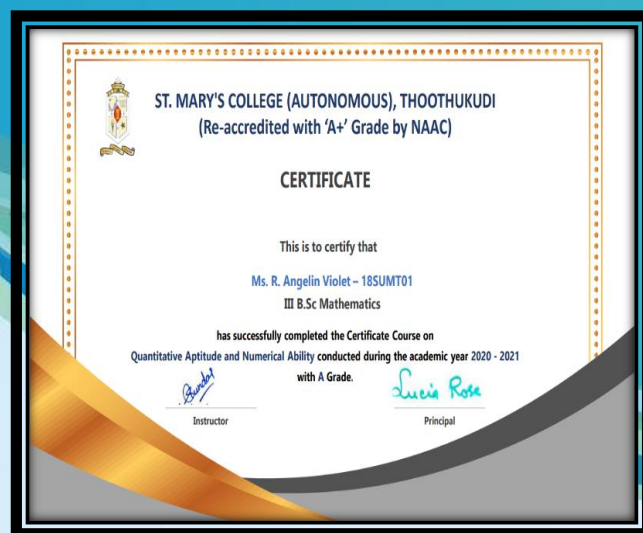 ST. MARY'S COLLEGE (AUTONOMOUS), THOOTHUKUDI
(Re-accredited with ‘A+’ Grade by NAAC)
CERTIFICATE
This is to certify that
Ms. R. Angelin Violet – 18SUMT01
III B.Sc Mathematics
has successfully completed the Certificate Course on
Quantitative Aptitude and Numerical Ability conducted during the academic year 2020 - 2021
with A Grade.
Lucia Rose
Instructor Principal